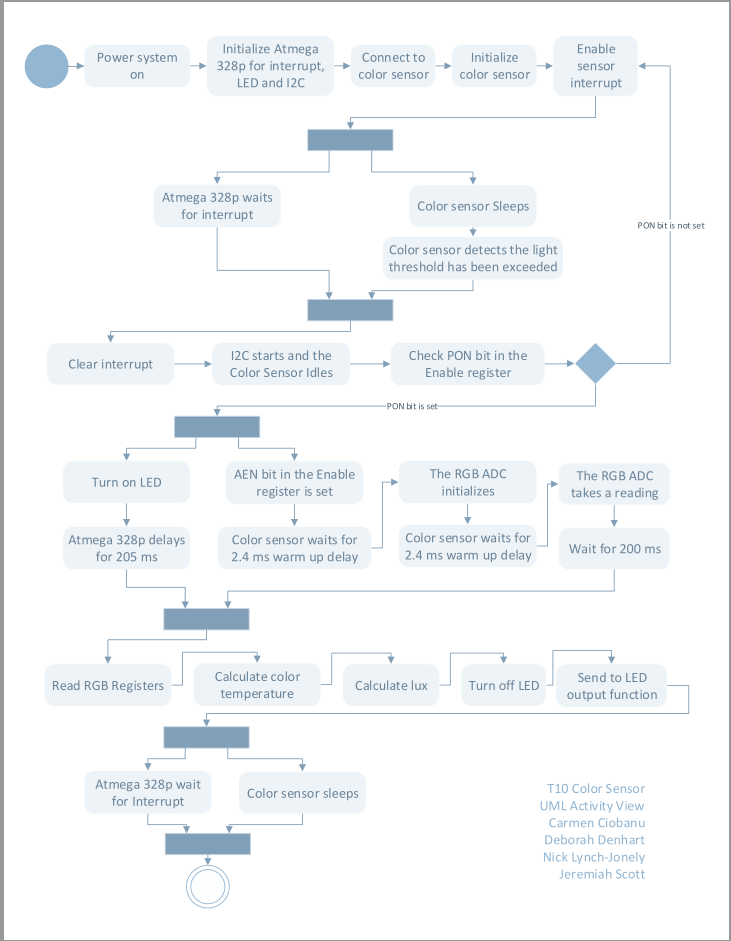 Power system
on
Initialize Atmega
328p for interrupt,
LED and I2C
Connect to
color sensor
Initialize
color sensor
Enable
sensor
interrupt
Atmega 328p waits
for interrupt
Color sensor Sleeps
PON bit is not set
Color sensor detects the light
threshold has been exceeded
Clear interrupt
I2C starts and the
Color Sensor Idles
Check PON bit in the
Enable register
PON bit is set
Turn on LED
AEN bit in the Enable
register is set
The RGB ADC
initializes
The RGB ADC
takes a reading
Atmega 328p delays
for 205 ms
Color sensor waits for
2.4 ms warm up delay
Color sensor waits for
2.4 ms warm up delay
Wait for 200 ms
Read RGB Registers
Calculate color
temperature
Calculate lux
Turn off LED
Send to LED
output function
Atmega 328p wait
for Interrupt
Color sensor sleeps
T10 Color Sensor
UML Activity View
Carmen Ciobanu
Deborah Denhart
Nick Lynch-Jonely
Jeremiah Scott